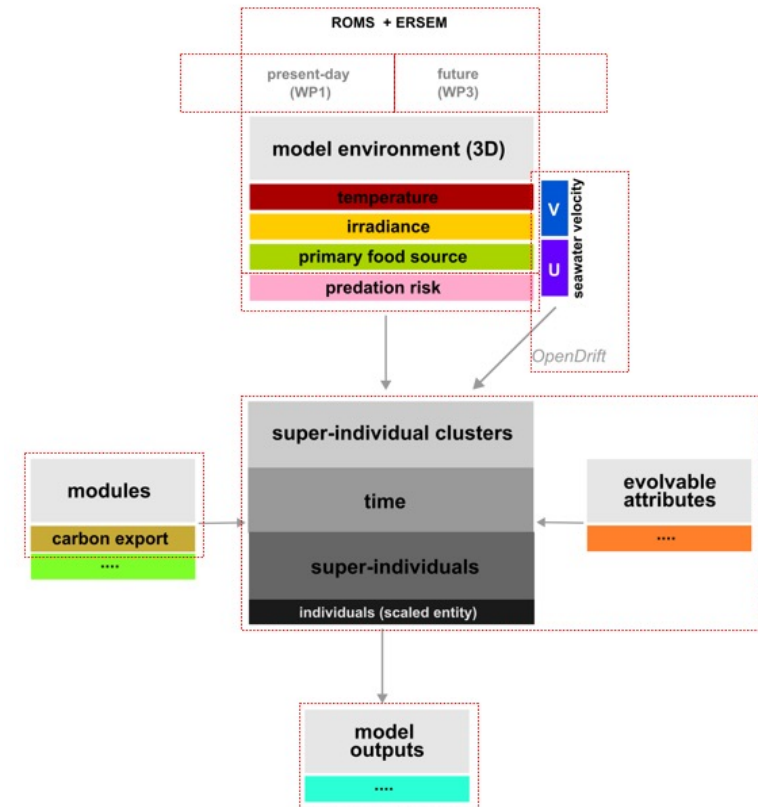 ROMS + ERSEM
present-day
(WP1)
future
(WP3)
model environment (3D)
temperature
irradiance
primary food source
predation risk
V
U
seawater velocity
OpenDrift
super-individual clusters
time
super-individuals
individuals (scaled entity)
modules
carbon export
....
evolvable
attributes
....
model
outputs
....